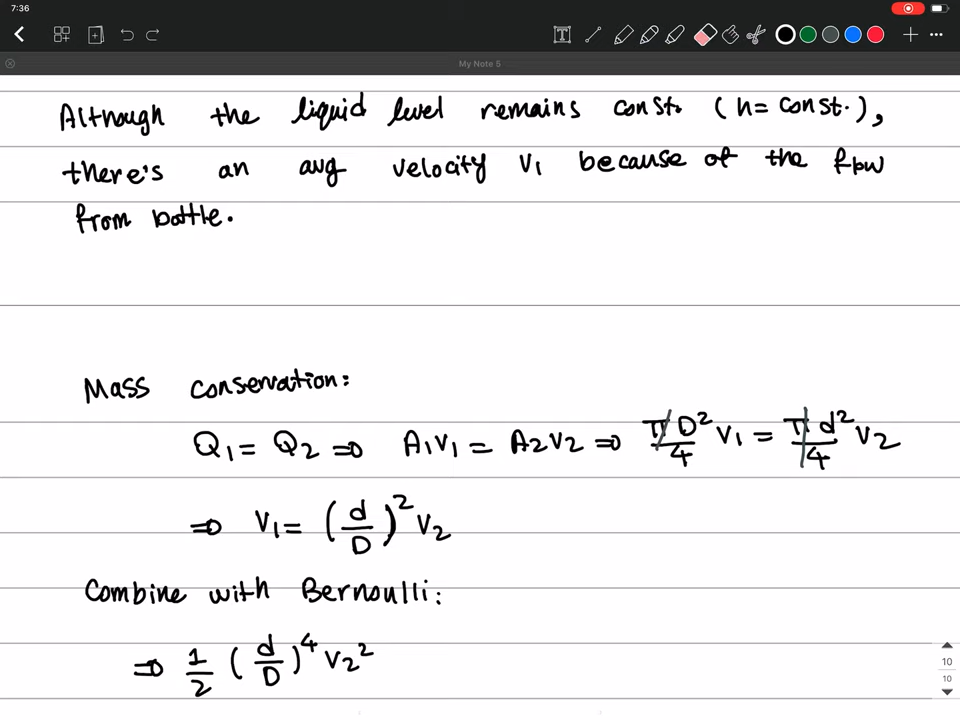 7:36
My Note 5
Although the liquid level remains const. (h = const.),
there's an avg velocity V1 because of the flow
from bottle.
Mass conservation:
Q1 = Q2 ⇒ A1V1 = A2V2 ⇒ πD²/4 V1 = πd²/4 V2
⇒ V1 = (d/D)² V2
Combine with Bernoulli:
⇒ 1/2 (d/D)⁴ V2²
10
10